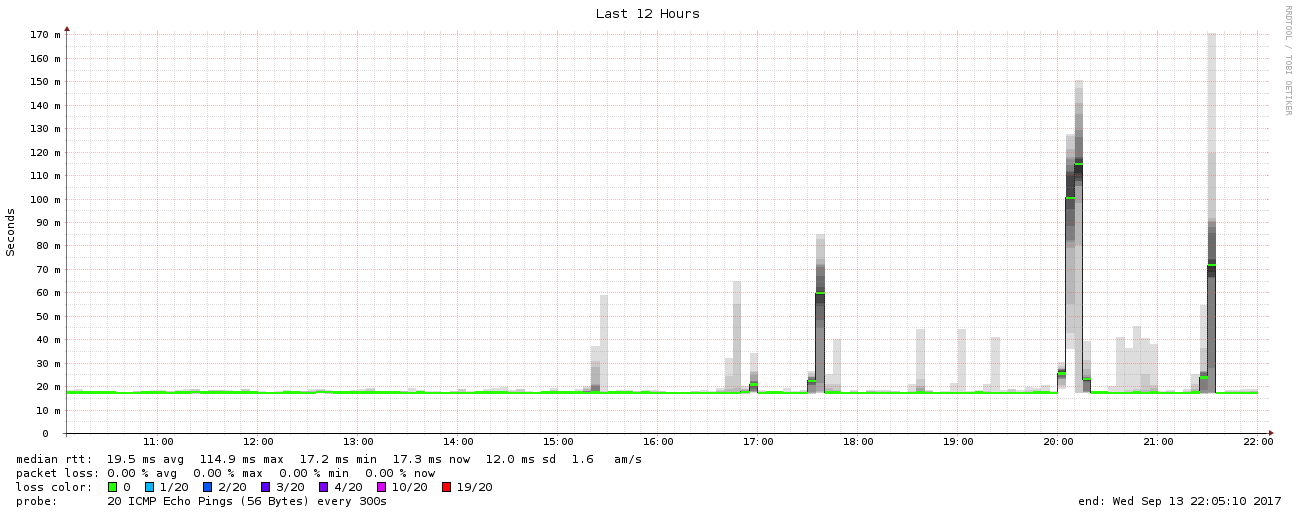 Last 12 Hours
RRDTOOL / TOBI OETIKER
Seconds
170 m
160 m
150 m
140 m
130 m
120 m
110 m
100 m
90 m
80 m
70 m
60 m
50 m
40 m
30 m
20 m
10 m
0
11:00 12:00 13:00 14:00 15:00 16:00 17:00 18:00 19:00 20:00 21:00 22:00
median rtt: 19.5 ms avg 114.9 ms max 17.2 ms min 17.3 ms now 12.0 ms sd 1.6 am/s
packet loss: 0.00 % avg 0.00 % max 0.00 % min 0.00 % now
loss color: 0 1/20 2/20 3/20 4/20 10/20 19/20
probe: 20 ICMP Echo Pings (56 Bytes) every 300s end: Wed Sep 13 22:05:10 2017